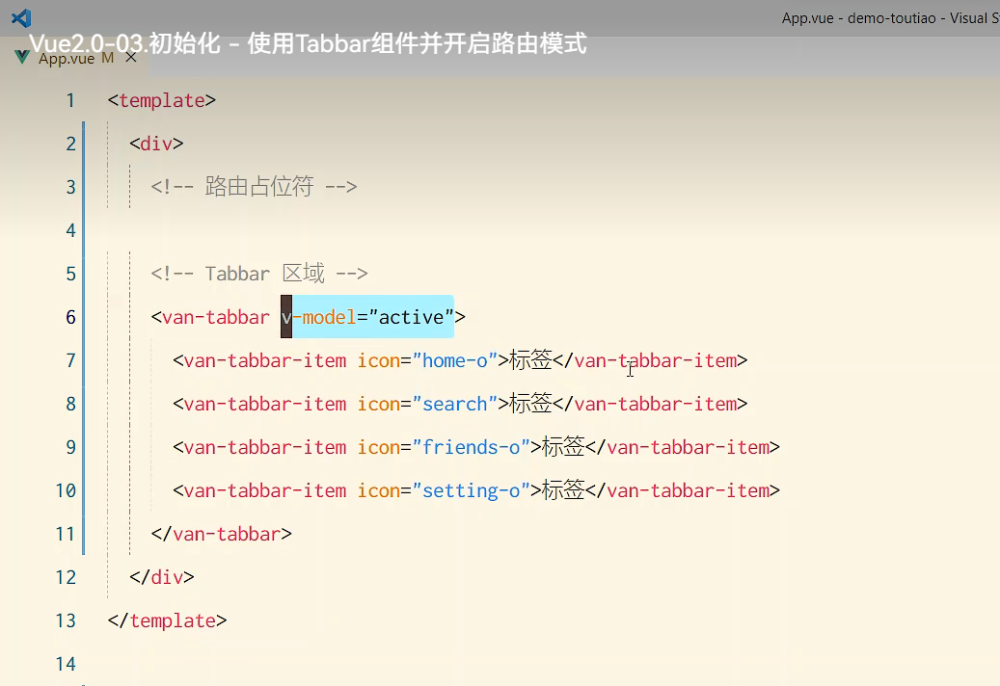 App.vue - demo-toutiao - Visual S
Vue2.0-03.初始化 - 使用Tabbar组件并开启路由模式
App.vue M ×
1 <template>
2 <div>
3 <!-- 路由占位符 -->
4
5 <!-- Tabbar 区域 -->
6 <van-tabbar v-model="active">
7 <van-tabbar-item icon="home-o">标签</van-tabbar-item>
8 <van-tabbar-item icon="search">标签</van-tabbar-item>
9 <van-tabbar-item icon="friends-o">标签</van-tabbar-item>
10 <van-tabbar-item icon="setting-o">标签</van-tabbar-item>
11 </van-tabbar>
12 </div>
13 </template>
14